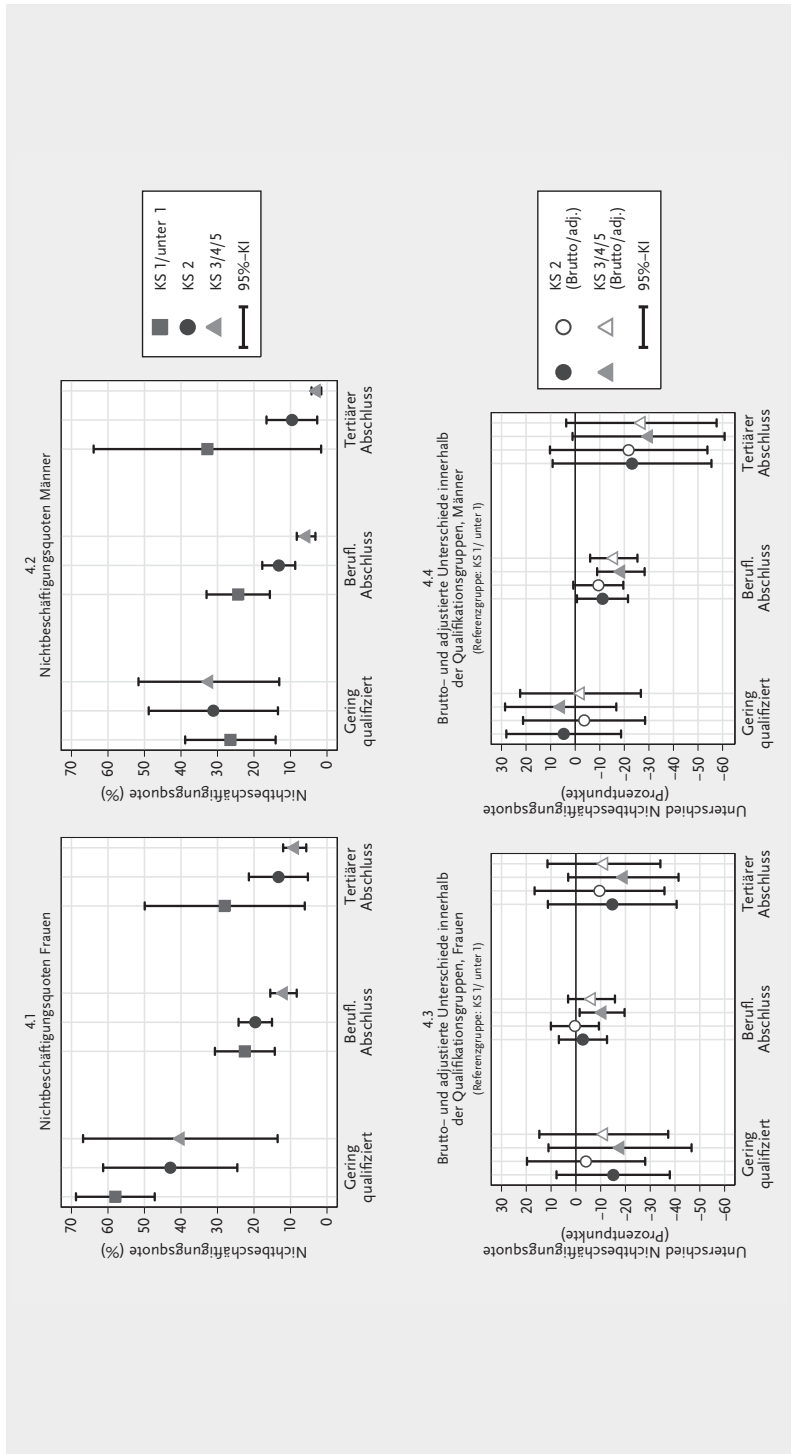 4.1
Nichtbeschäftigungsquoten Frauen
Nichtbeschäftigungsquote (%)
70
60
50
40
30
20
10
0
Gering
qualifiziert
Berufl.
Abschluss
Tertiärer
Abschluss
4.2
Nichtbeschäftigungsquoten Männer
Nichtbeschäftigungsquote (%)
70
60
50
40
30
20
10
0
Gering
qualifiziert
Berufl.
Abschluss
Tertiärer
Abschluss
KS 1/unter 1
KS 2
KS 3/4/5
95%–KI
4.3
Brutto– und adjustierte Unterschiede innerhalb
der Qualifikationsgruppen, Frauen
(Referenzgruppe: KS 1/ unter 1)
Unterschied Nichtbeschäftigungsquote
(Prozentpunkte)
30
20
10
0
–10
–20
–30
–40
–50
–60
Gering
qualifiziert
Berufl.
Abschluss
Tertiärer
Abschluss
4.4
Brutto– und adjustierte Unterschiede innerhalb
der Qualifikationsgruppen, Männer
(Referenzgruppe: KS 1/ unter 1)
Unterschied Nichtbeschäftigungsquote
(Prozentpunkte)
30
20
10
0
–10
–20
–30
–40
–50
–60
Gering
qualifiziert
Berufl.
Abschluss
Tertiärer
Abschluss
KS 2
(Brutto/adj.)
KS 3/4/5
(Brutto/adj.)
95%–KI